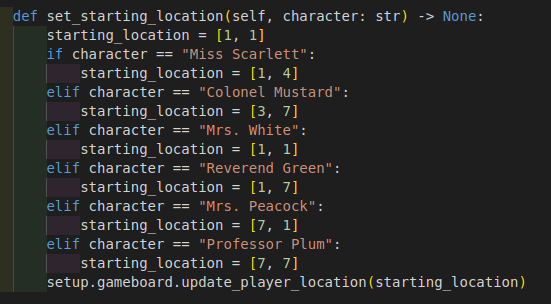 def set_starting_location(self, character: str) -> None:
    starting_location = [1, 1]
    if character == "Miss Scarlett":
        starting_location = [1, 4]
    elif character == "Colonel Mustard":
        starting_location = [3, 7]
    elif character == "Mrs. White":
        starting_location = [1, 1]
    elif character == "Reverend Green":
        starting_location = [1, 7]
    elif character == "Mrs. Peacock":
        starting_location = [7, 1]
    elif character == "Professor Plum":
        starting_location = [7, 7]
    setup.gameboard.update_player_location(starting_location)